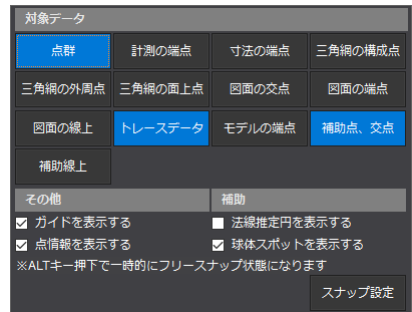 対象データ
点群 計測の端点 寸法の端点 三角網の構成点
三角網の外周点 三角網の面上点 図面の交点 図面の端点
図面の線上 トレースデータ モデルの端点 補助点、交点
補助線上
その他 補助
ガイドを表示する 法線推定円を表示する
点情報を表示する 球体スポットを表示する
※ALTキー押下で一時的にフリースナップ状態になります
スナップ設定